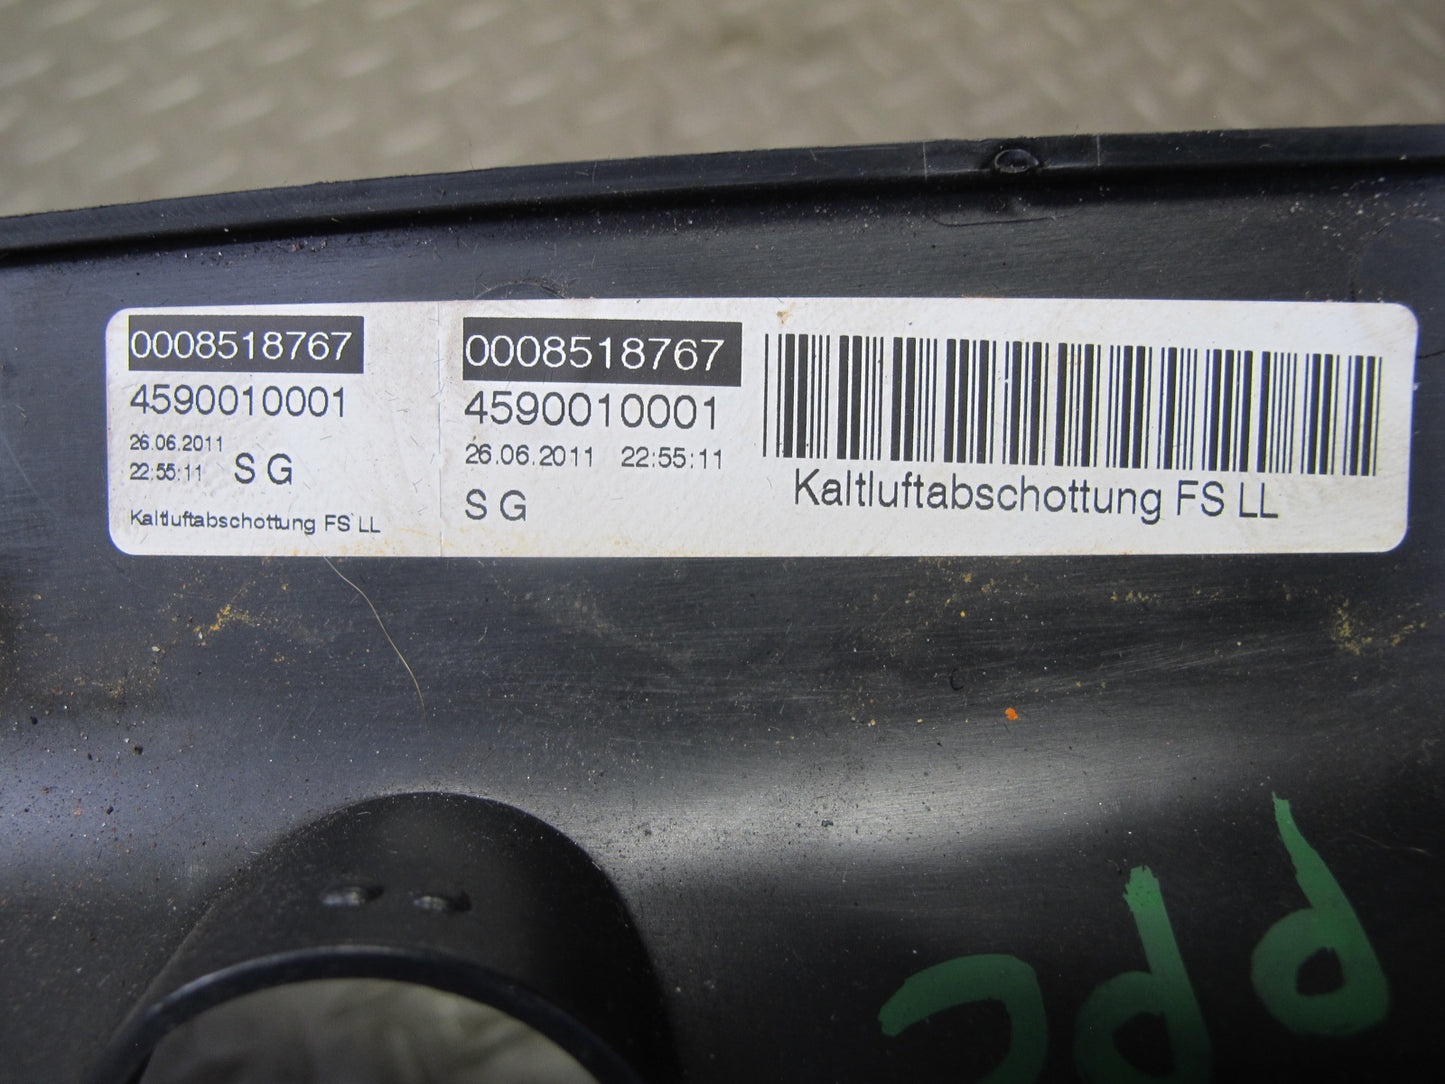 0008518767
4590010001
26.06.2011
22:55:11 S G
Kaltluftabschottung FS LL
0008518767
4590010001
26.06.2011 22:55:11
S G
Kaltluftabschottung FS LL